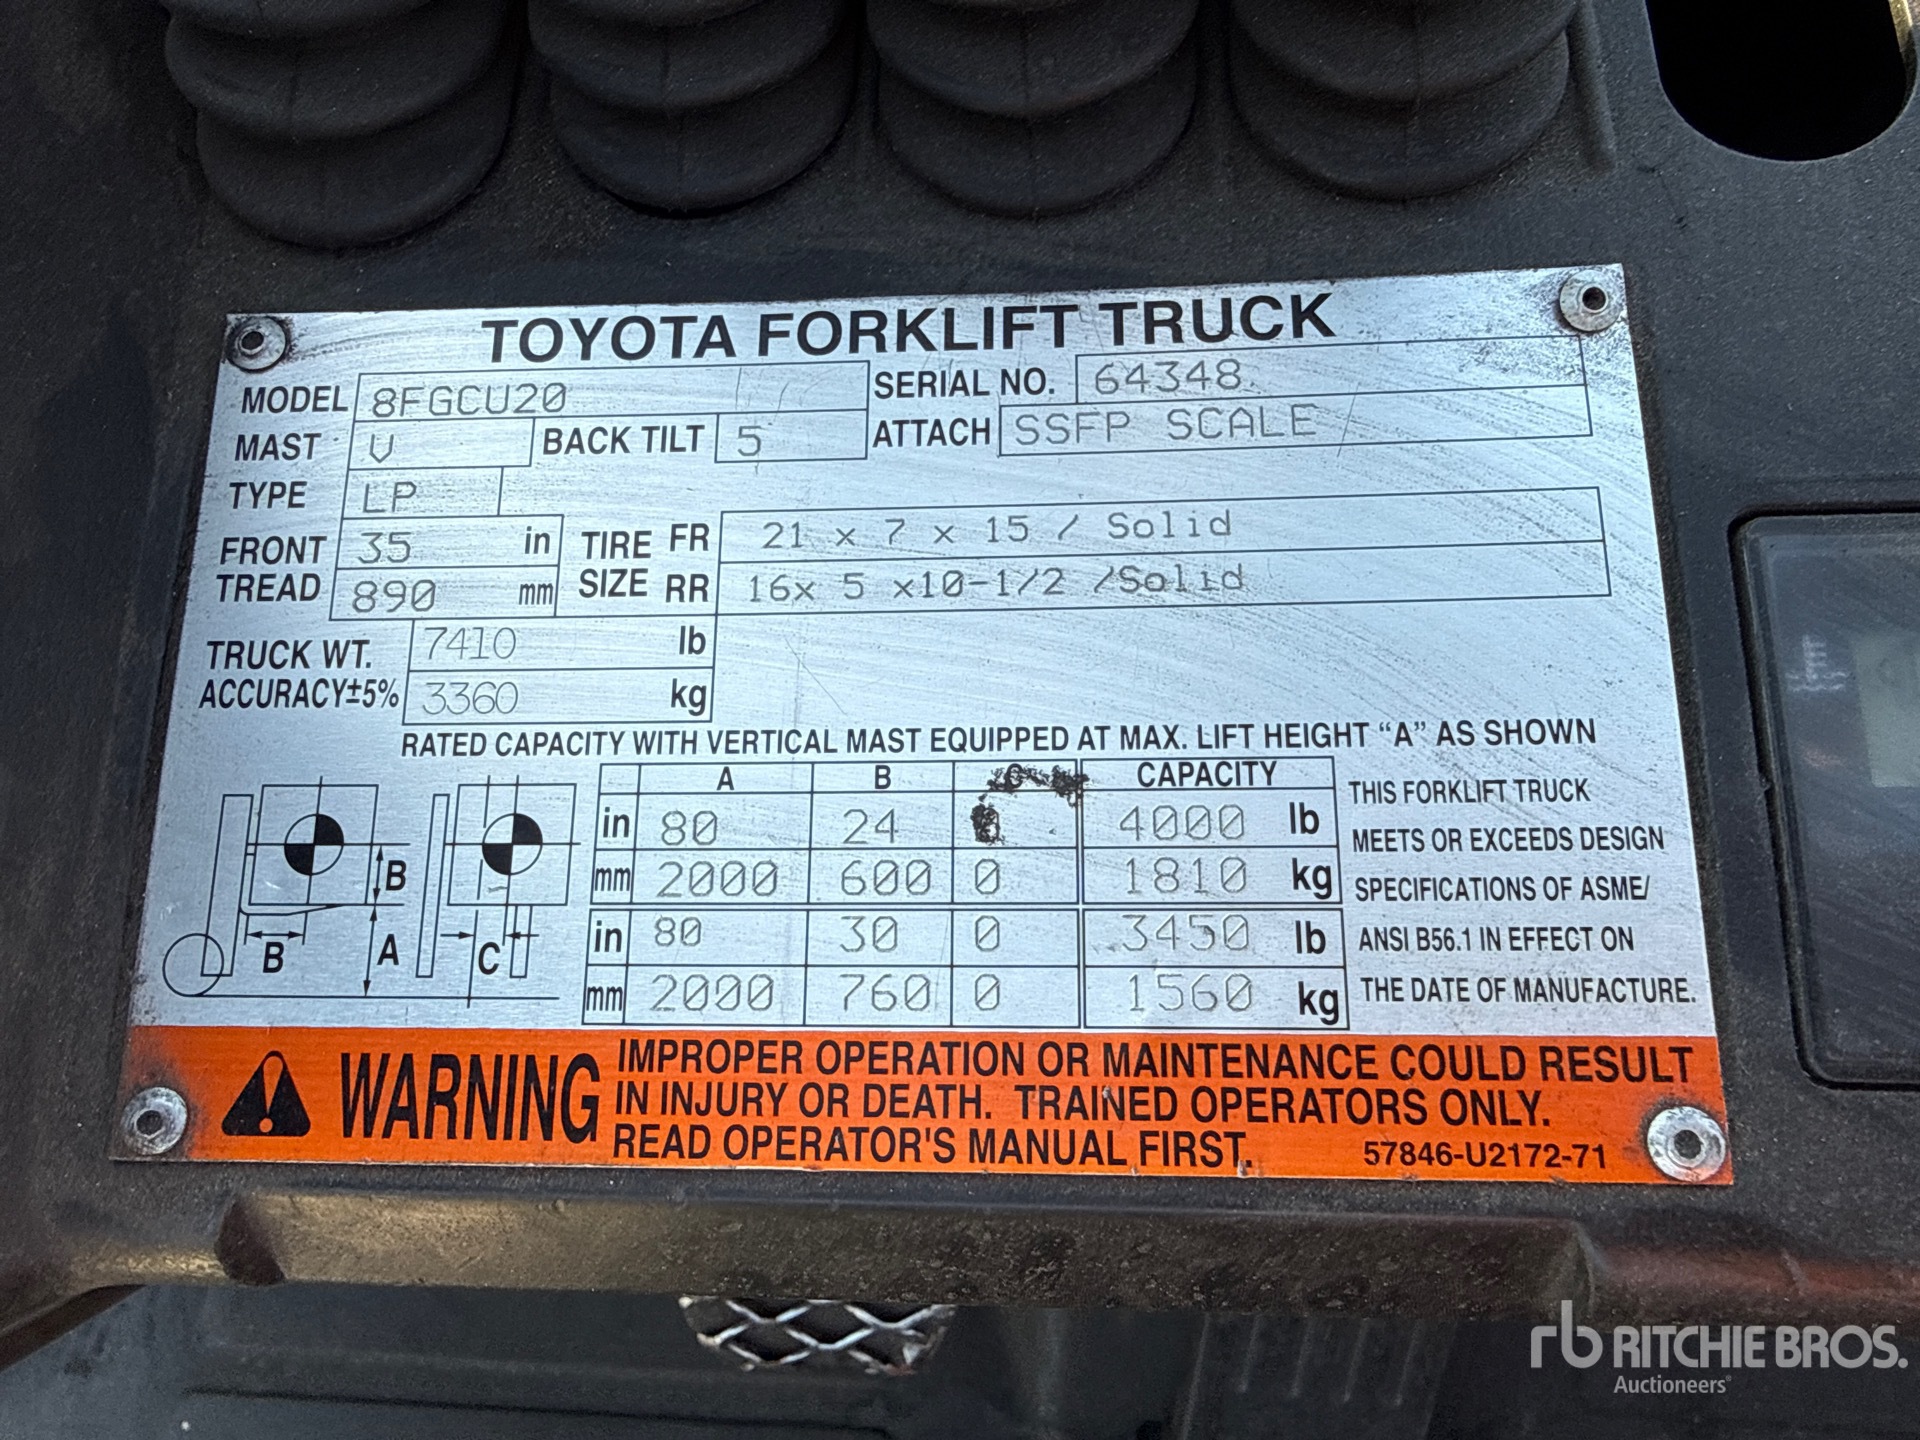 TOYOTA FORKLIFT TRUCK
MODEL 8FGCU20 SERIAL NO. 64348
MAST V BACK TILT 5 ATTACH SSFP SCALE
TYPE LP
FRONT TREAD 35 in TIRE SIZE FR 21 x 7 x 15 / Solid
890 mm RR 16x 5 x10-1/2 /Solid
TRUCK WT. 7410 lb
ACCURACY±5% 3360 kg
RATED CAPACITY WITH VERTICAL MAST EQUIPPED AT MAX. LIFT HEIGHT "A" AS SHOWN
A B C CAPACITY
in 80 24 4000 lb
mm 2000 600 0 1810 kg
in 80 30 0 3450 lb
mm 2000 760 0 1560 kg
B
B A C
THIS FORKLIFT TRUCK
MEETS OR EXCEEDS DESIGN
SPECIFICATIONS OF ASME/
ANSI B56.1 IN EFFECT ON
THE DATE OF MANUFACTURE.
WARNING
IMPROPER OPERATION OR MAINTENANCE COULD RESULT
IN INJURY OR DEATH. TRAINED OPERATORS ONLY.
READ OPERATOR'S MANUAL FIRST. 57846-U2172-71
rb RITCHIE BROS.
Auctioneers